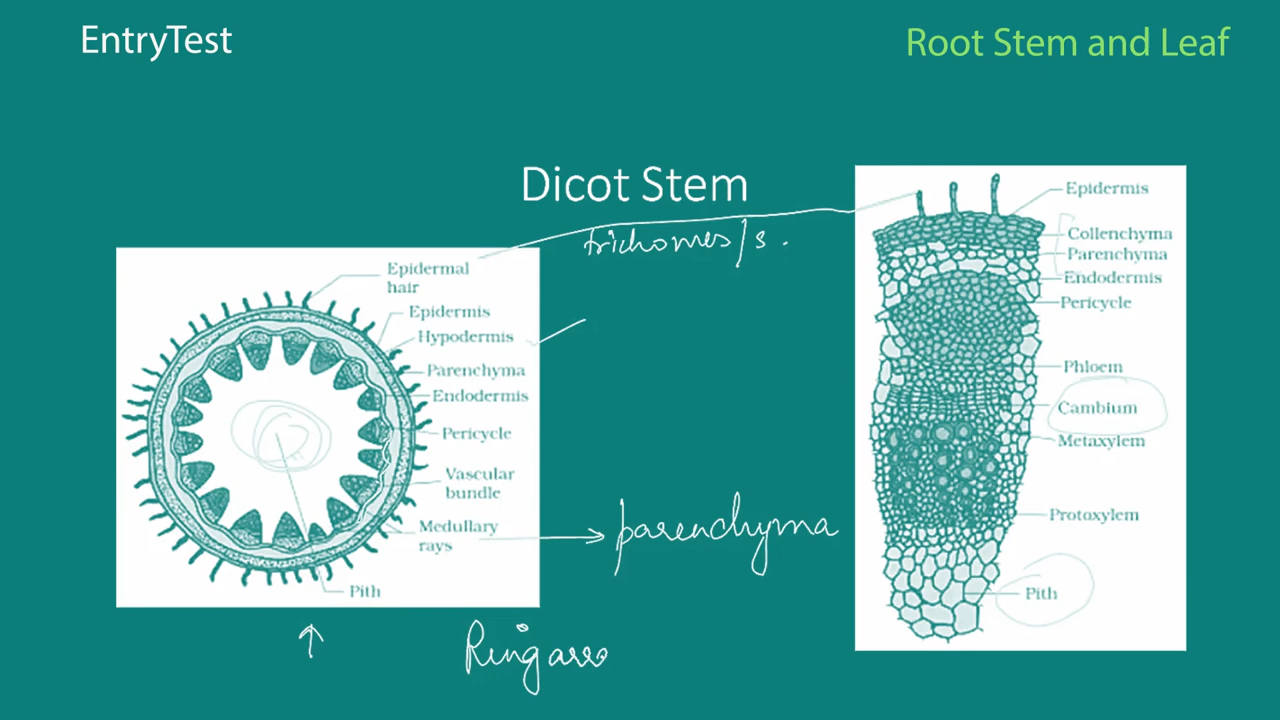 EntryTest
Root Stem and Leaf
Dicot Stem
trichomes/s.
Epidermal
hair
Epidermis
Hypodermis
Parenchyma
Endodermis
Pericycle
Vascular
bundle
Medullary
rays
Pith
parenchyma
Ring
Epidermis
Collenchyma
Parenchyma
Endodermis
Pericycle
Phloem
Cambium
Metaxylem
Protoxylem
Pith